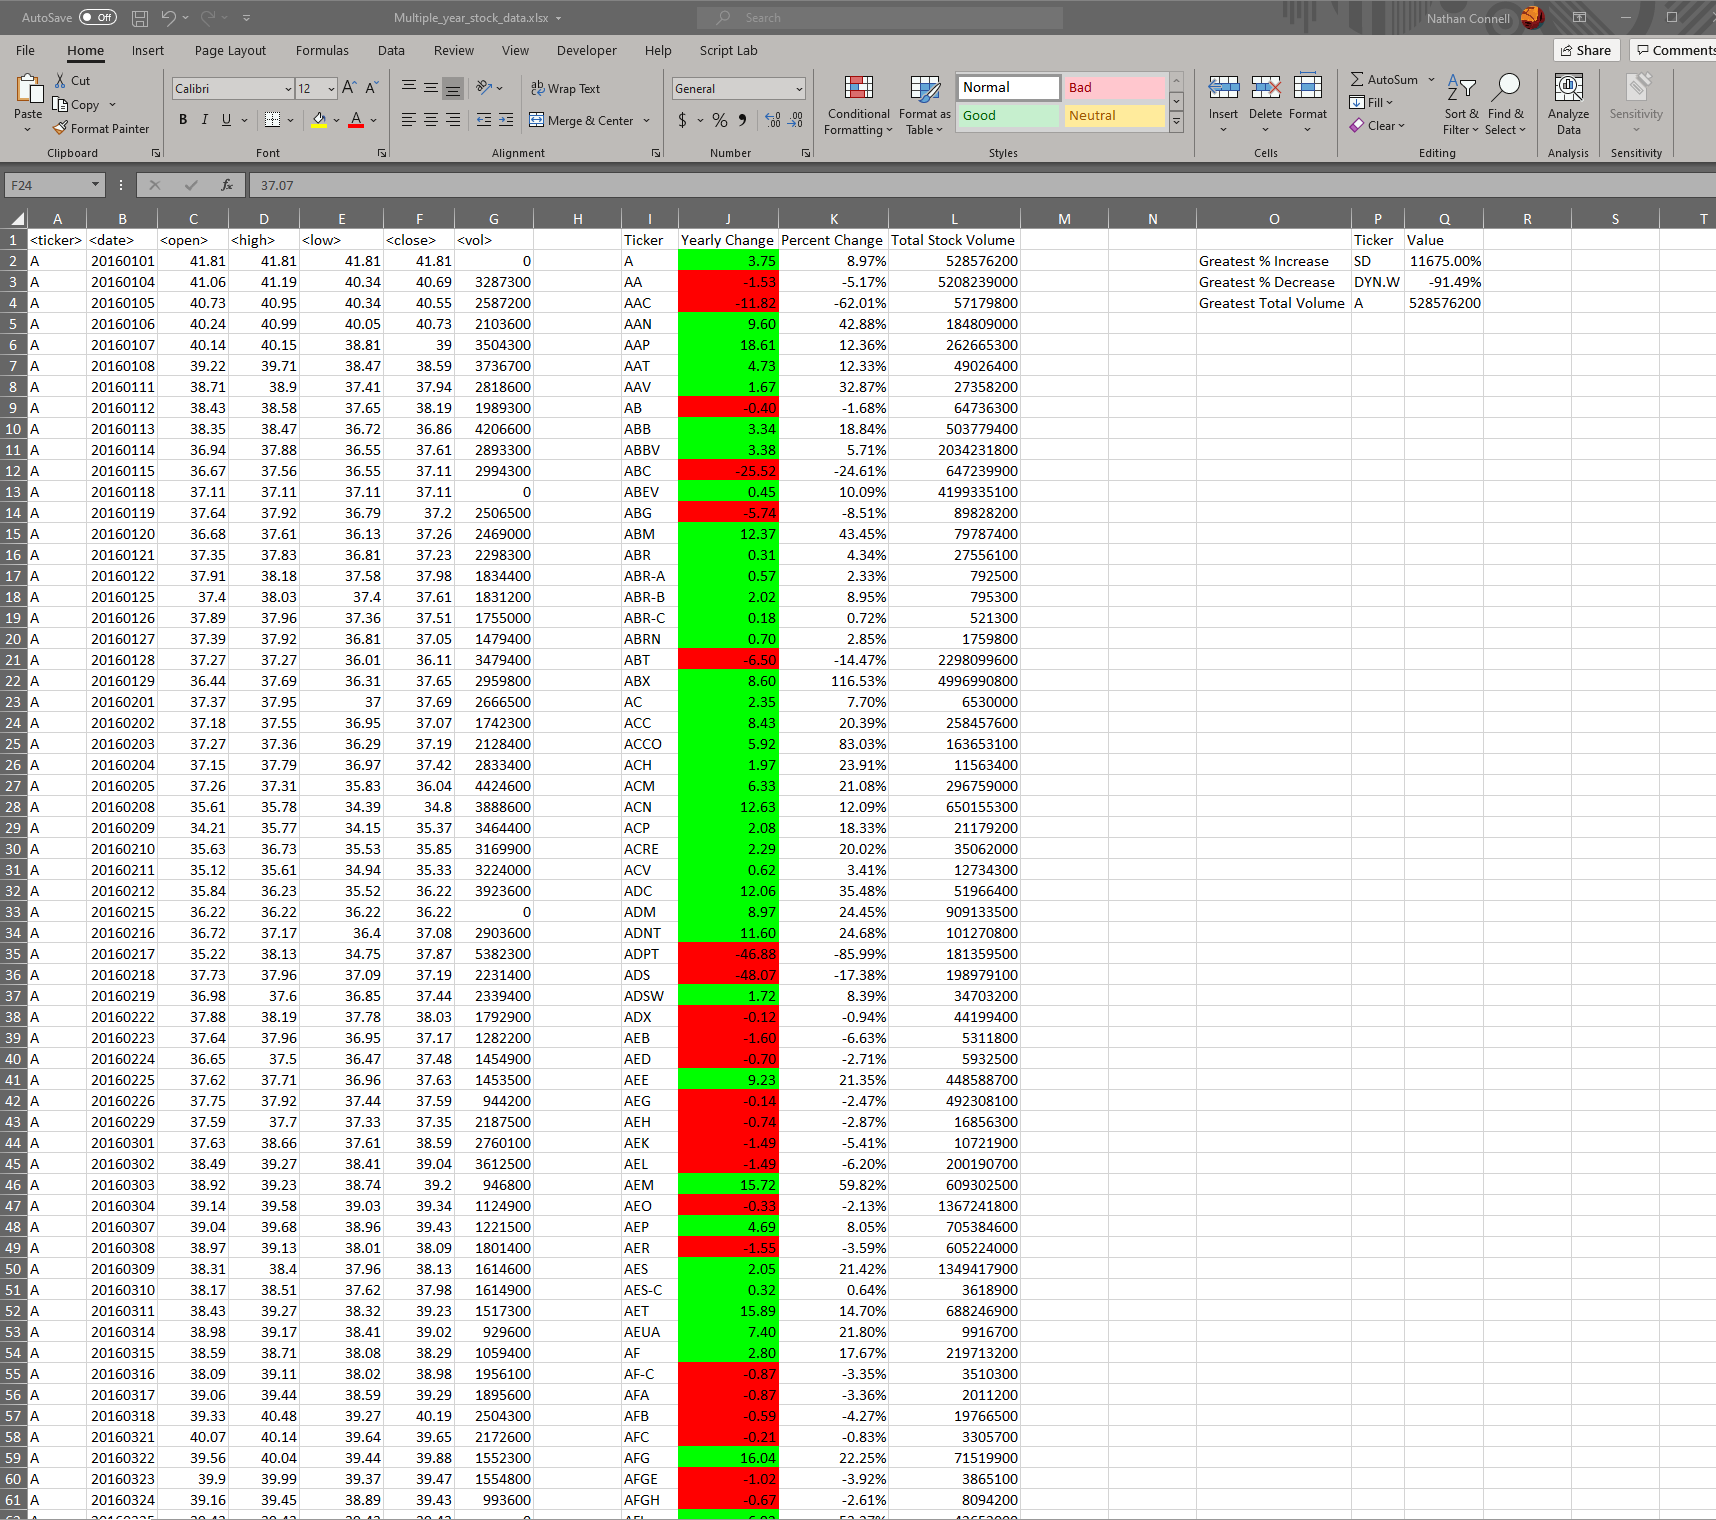 AutoSave Off Multiple_year_stock_data.xlsx Search Nathan Connell
File Home Insert Page Layout Formulas Data Review View Developer Help Script Lab Share Comments
Paste Cut Copy Format Painter Clipboard
Calibri 12 B I U A A A Font
ab Wrap Text Merge & Center Alignment
General $ % Number
Conditional Formatting Format as Table Normal Bad Good Neutral Styles
Insert Delete Format Cells
AutoSum Fill Clear Sort & Filter Find & Select Editing
Analyze Data Analysis
Sensitivity Sensitivity
F24 fx 37.07
A B C D E F G H I J K L M N O P Q R S T
1 <ticker> <date> <open> <high> <low> <close> <vol> Ticker Yearly Change Percent Change Total Stock Volume Ticker Value
2 A 20160101 41.81 41.81 41.81 41.81 0 A 3.75 8.97% 528576200 Greatest % Increase SD 11675.00%
3 A 20160104 41.06 41.19 40.34 40.69 3287300 AA -1.53 -5.17% 5208239000 Greatest % Decrease DYN.W -91.49%
4 A 20160105 40.73 40.95 40.34 40.55 2587200 AAC -11.82 -62.01% 57179800 Greatest Total Volume A 528576200
5 A 20160106 40.24 40.99 40.05 40.73 2103600 AAN 9.60 42.88% 184809000
6 A 20160107 40.14 40.15 38.81 39 3504300 AAP 18.61 12.36% 262665300
7 A 20160108 39.22 39.71 38.47 38.59 3736700 AAT 4.73 12.33% 49026400
8 A 20160111 38.71 38.9 37.41 37.94 2818600 AAV 1.67 32.87% 27358200
9 A 20160112 38.43 38.58 37.65 38.19 1989300 AB -0.40 -1.68% 64736300
10 A 20160113 38.35 38.47 36.72 36.86 4206600 ABB 3.34 18.84% 503779400
11 A 20160114 36.94 37.88 36.55 37.61 2893300 ABBV 3.38 5.71% 2034231800
12 A 20160115 36.67 37.56 36.55 37.11 2994300 ABC -25.52 -24.61% 647239900
13 A 20160118 37.11 37.11 37.11 37.11 0 ABEV 0.45 10.09% 4199335100
14 A 20160119 37.64 37.92 36.79 37.2 2506500 ABG -5.74 -8.51% 89828200
15 A 20160120 36.68 37.61 36.13 37.26 2469000 ABM 12.37 43.45% 79787400
16 A 20160121 37.35 37.83 36.81 37.23 2298300 ABR 0.31 4.34% 27556100
17 A 20160122 37.91 38.18 37.58 37.98 1834400 ABR-A 0.57 2.33% 792500
18 A 20160125 37.4 38.03 37.4 37.61 1831200 ABR-B 2.02 8.95% 795300
19 A 20160126 37.89 37.96 37.36 37.51 1755000 ABR-C 0.18 0.72% 521300
20 A 20160127 37.39 37.92 36.81 37.05 1479400 ABRN 0.70 2.85% 1759800
21 A 20160128 37.27 37.27 36.01 36.11 3479400 ABT -6.50 -14.47% 2298099600
22 A 20160129 36.44 37.69 36.31 37.65 2959800 ABX 8.60 116.53% 4996990800
23 A 20160201 37.37 37.95 37 37.69 2666500 AC 2.35 7.70% 6530000
24 A 20160202 37.18 37.55 36.95 37.07 1742300 ACC 8.43 20.39% 258457600
25 A 20160203 37.27 37.36 36.29 37.19 2128400 ACCO 5.92 83.03% 163653100
26 A 20160204 37.15 37.79 36.97 37.42 2833400 ACH 1.97 23.91% 11563400
27 A 20160205 37.26 37.31 35.83 36.04 4424600 ACM 6.33 21.08% 296759000
28 A 20160208 35.61 35.78 34.39 34.8 3888600 ACN 12.63 12.09% 650155300
29 A 20160209 34.21 35.77 34.15 35.37 3464400 ACP 2.08 18.33% 21179200
30 A 20160210 35.63 36.73 35.53 35.85 3169900 ACRE 2.29 20.02% 35062000
31 A 20160211 35.12 35.61 34.94 35.33 3224000 ACV 0.62 3.41% 12734300
32 A 20160212 35.84 36.23 35.52 36.22 3923600 ADC 12.06 35.48% 51966400
33 A 20160215 36.22 36.22 36.22 36.22 0 ADM 8.97 24.45% 909133500
34 A 20160216 36.72 37.17 36.4 37.08 2903600 ADNT 11.60 24.68% 101270800
35 A 20160217 35.22 38.13 34.75 37.87 5382300 ADPT -46.88 -85.99% 181359500
36 A 20160218 37.73 37.96 37.09 37.19 2231400 ADS -48.07 -17.38% 198979100
37 A 20160219 36.98 37.6 36.85 37.44 2339400 ADSW 1.72 8.39% 34703200
38 A 20160222 37.88 38.19 37.78 38.03 1792900 ADX -0.12 -0.94% 44199400
39 A 20160223 37.64 37.96 36.95 37.17 1282200 AEB -1.60 -6.63% 5311800
40 A 20160224 36.65 37.5 36.47 37.48 1454900 AED -0.70 -2.71% 5932500
41 A 20160225 37.62 37.71 36.96 37.63 1453500 AEE 9.23 21.35% 448588700
42 A 20160226 37.75 37.92 37.44 37.59 944200 AEG -0.14 -2.47% 492308100
43 A 20160229 37.59 37.7 37.33 37.35 2187500 AEH -0.74 -2.87% 16856300
44 A 20160301 37.63 38.66 37.61 38.59 2760100 AEK -1.49 -5.41% 10721900
45 A 20160302 38.49 39.27 38.41 39.04 3612500 AEL -1.49 -6.20% 200190700
46 A 20160303 38.92 39.23 38.74 39.2 946800 AEM 15.72 59.82% 609302500
47 A 20160304 39.14 39.58 39.03 39.34 1124900 AEO -0.33 -2.13% 1367241800
48 A 20160307 39.04 39.68 38.96 39.43 1221500 AEP 4.69 8.05% 705384600
49 A 20160308 38.97 39.13 38.01 38.09 1801400 AER -1.55 -3.59% 605224000
50 A 20160309 38.31 38.4 37.96 38.13 1614600 AES 2.05 21.42% 1349417900
51 A 20160310 38.17 38.51 37.62 37.98 1614900 AES-C 0.32 0.64% 3618900
52 A 20160311 38.43 39.27 38.32 39.23 1517300 AET 15.89 14.70% 688246900
53 A 20160314 38.98 39.17 38.41 39.02 929600 AEUA 7.40 21.80% 9916700
54 A 20160315 38.59 38.71 38.08 38.29 1059400 AF 2.80 17.67% 219713200
55 A 20160316 38.09 39.11 38.02 38.98 1956100 AF-C -0.87 -3.35% 3510300
56 A 20160317 39.06 39.44 38.59 39.29 1895600 AFA -0.87 -3.36% 2011200
57 A 20160318 39.33 40.48 39.27 40.19 2504300 AFB -0.59 -4.27% 19766500
58 A 20160321 40.07 40.14 39.64 39.65 2172600 AFC -0.21 -0.83% 3305700
59 A 20160322 39.56 40.04 39.44 39.88 1552300 AFG 16.04 22.25% 71519900
60 A 20160323 39.9 39.99 39.37 39.47 1554800 AFGE -1.02 -3.92% 3865100
61 A 20160324 39.16 39.45 38.89 39.43 993600 AFGH -0.67 -2.61% 8094200